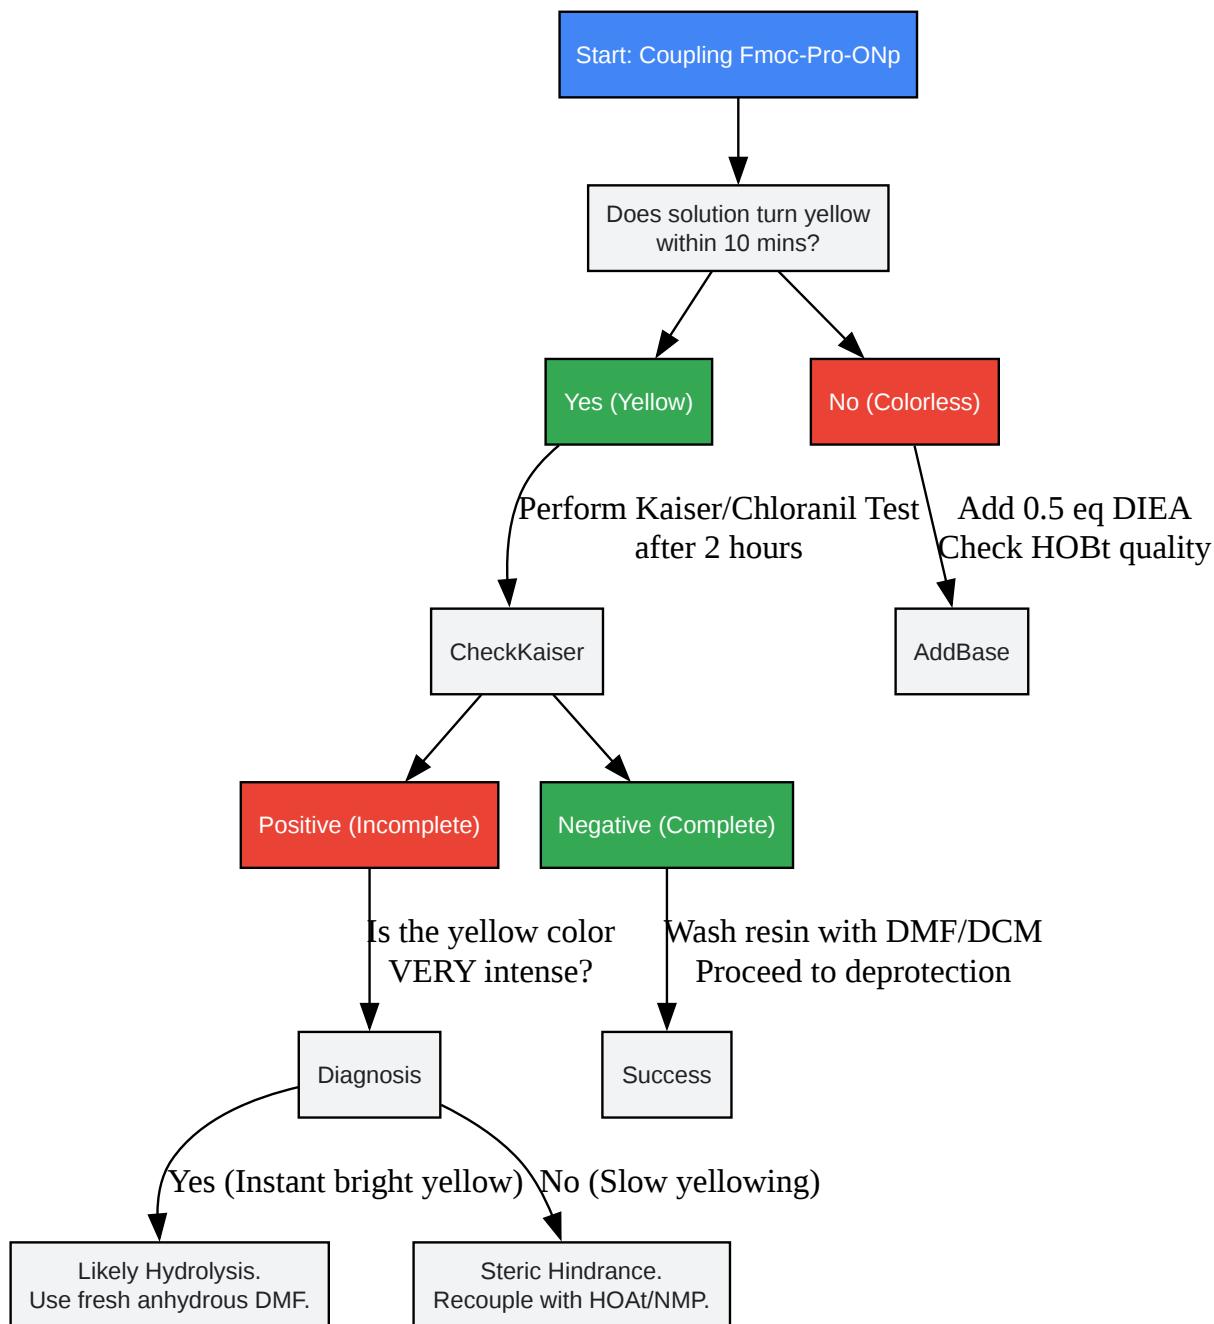 Start: Coupling Fmoc-Pro-ONp
Does solution turn yellow
within 10 mins?
Yes (Yellow)
No (Colorless)
Perform Kaiser/Chloranil Test
after 2 hours
Add 0.5 eq DIEA
Check HOBt quality
CheckKaiser
AddBase
Positive (Incomplete)
Negative (Complete)
Is the yellow color
VERY intense?
Wash resin with DMF/DCM
Proceed to deprotection
Diagnosis
Success
Yes (Instant bright yellow)
No (Slow yellowing)
Likely Hydrolysis.
Use fresh anhydrous DMF.
Steric Hindrance.
Recouple with HOAt/NMP.